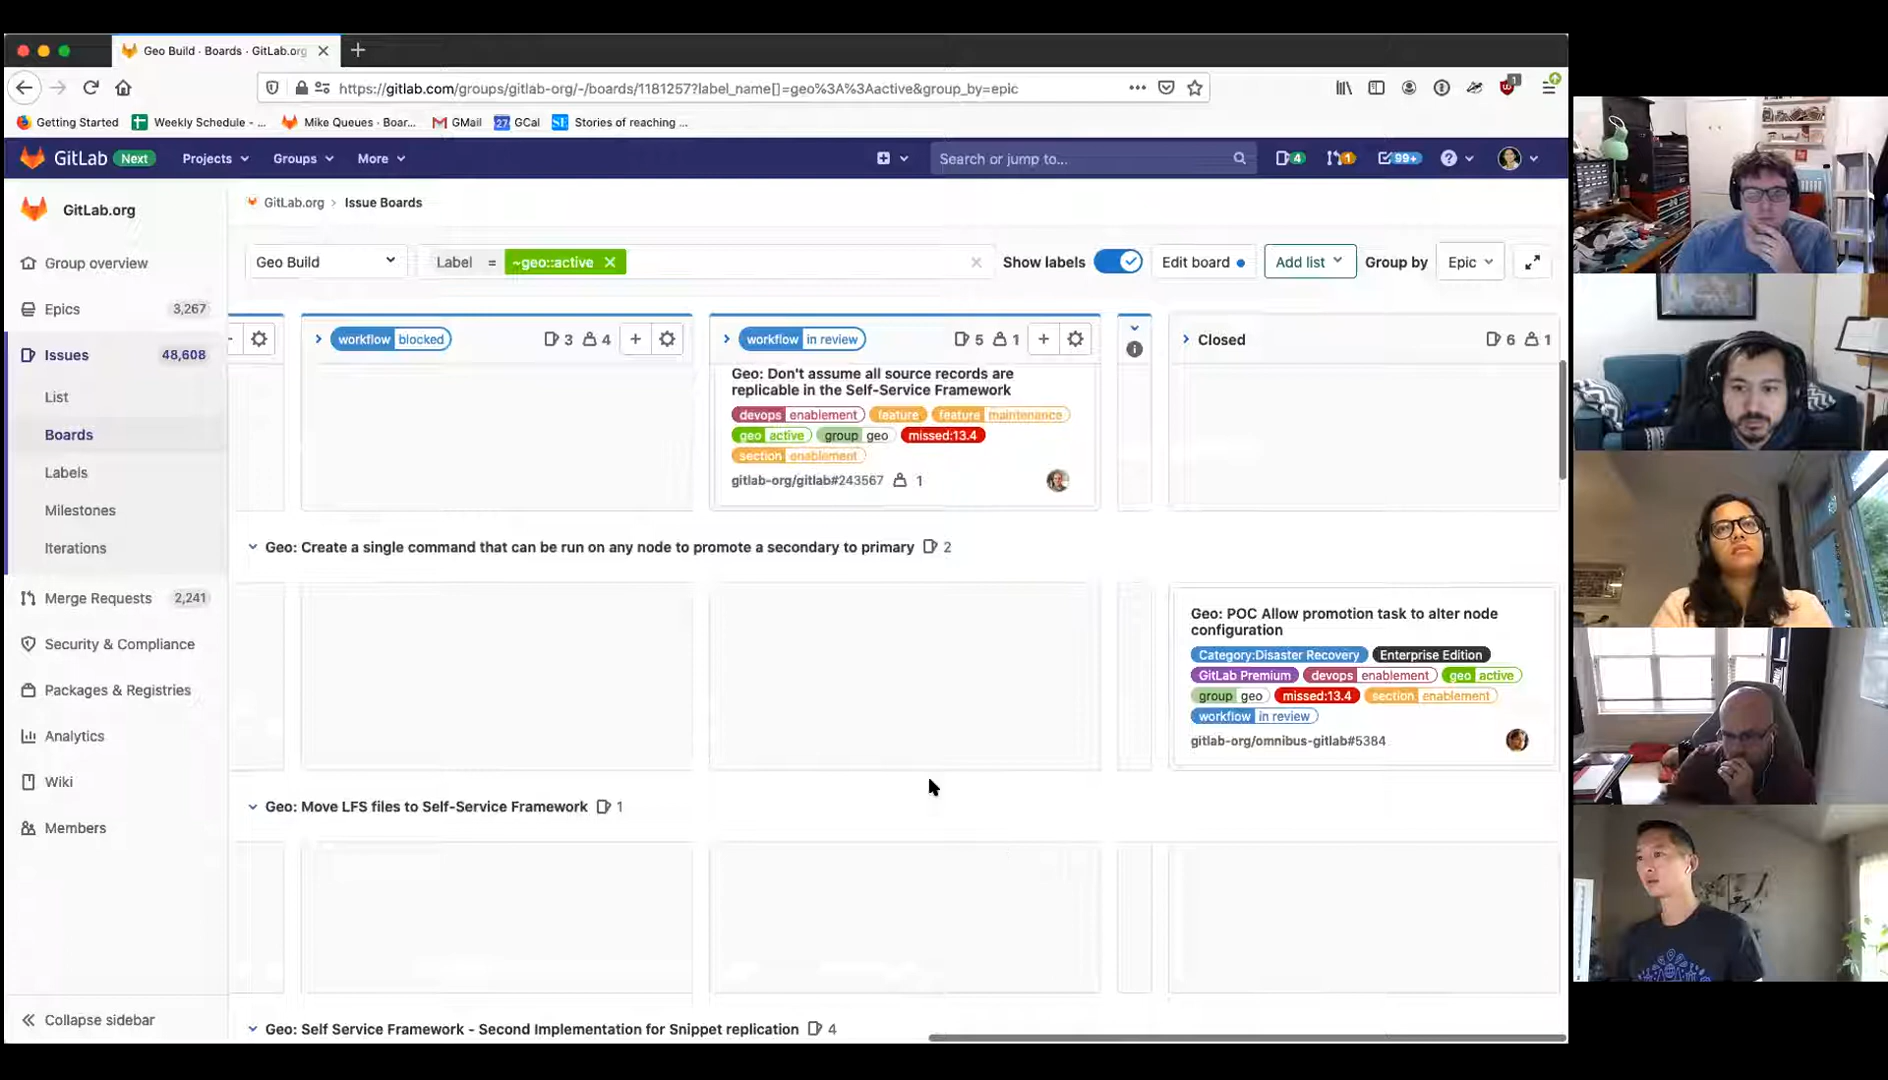 Geo Build · Boards · GitLab.org
https://gitlab.com/groups/gitlab-org/-/boards/1181257?label_name[]=geo%3A%3Aactive&group_by=epic
1
Getting Started
Weekly Schedule - ...
Mike Queues · Boar...
GMail
GCal
Stories of reaching ...
GitLab Next
Projects
Groups
More
Search or jump to...
4
1
99+
GitLab.org
GitLab.org › Issue Boards
Group overview
Epics 3,267
Issues 48,608
List
Boards
Labels
Milestones
Iterations
Merge Requests 2,241
Security & Compliance
Packages & Registries
Analytics
Wiki
Members
Collapse sidebar
Geo Build
Label = ~geo::active
Show labels
Edit board
Add list
Group by
Epic
workflow blocked 3 4
workflow in review 5 1
Closed 6 1
Geo: Don't assume all source records are
replicable in the Self-Service Framework
devops enablement feature feature maintenance
geo active group geo missed:13.4
section enablement
gitlab-org/gitlab#243567 1
Geo: Create a single command that can be run on any node to promote a secondary to primary 2
Geo: POC Allow promotion task to alter node
configuration
Category:Disaster Recovery Enterprise Edition
GitLab Premium devops enablement geo active
group geo missed:13.4 section enablement
workflow in review
gitlab-org/omnibus-gitlab#5384
Geo: Move LFS files to Self-Service Framework 1
Geo: Self Service Framework - Second Implementation for Snippet replication 4